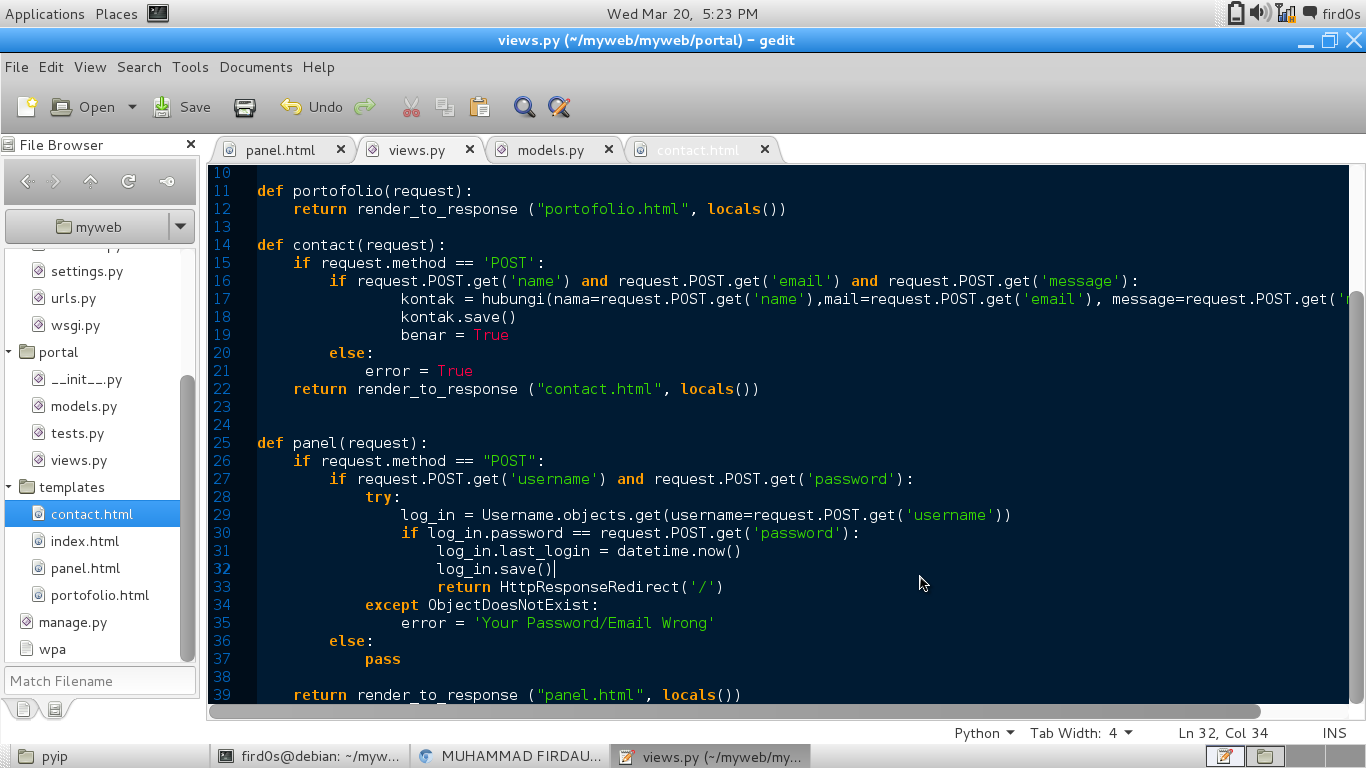 Applications Places Wed Mar 20, 5:23 PM fird0s
views.py (~/myweb/myweb/portal) - gedit
File Edit View Search Tools Documents Help
Open Save Undo
File Browser
panel.html views.py models.py contact.html
myweb
settings.py
urls.py
wsgi.py
portal
__init__.py
models.py
tests.py
views.py
templates
contact.html
index.html
panel.html
portofolio.html
manage.py
wpa
Match Filename
10
11 def portofolio(request):
12     return render_to_response ("portofolio.html", locals())
13
14 def contact(request):
15     if request.method == 'POST':
16         if request.POST.get('name') and request.POST.get('email') and request.POST.get('message'):
17                 kontak = hubungi(nama=request.POST.get('name'),mail=request.POST.get('email'), message=request.POST.get('
18                 kontak.save()
19                 benar = True
20         else:
21             error = True
22     return render_to_response ("contact.html", locals())
23
24
25 def panel(request):
26     if request.method == "POST":
27         if request.POST.get('username') and request.POST.get('password'):
28             try:
29                 log_in = Username.objects.get(username=request.POST.get('username'))
30                 if log_in.password == request.POST.get('password'):
31                     log_in.last_login = datetime.now()
32                     log_in.save()
33                     return HttpResponseRedirect('/')
34             except ObjectDoesNotExist:
35                 error = 'Your Password/Email Wrong'
36         else:
37             pass
38
39     return render_to_response ("panel.html", locals())
Python Tab Width: 4 Ln 32, Col 34 INS
pyip fird0s@debian: ~/myw... MUHAMMAD FIRDAU... views.py (~/myweb/my...